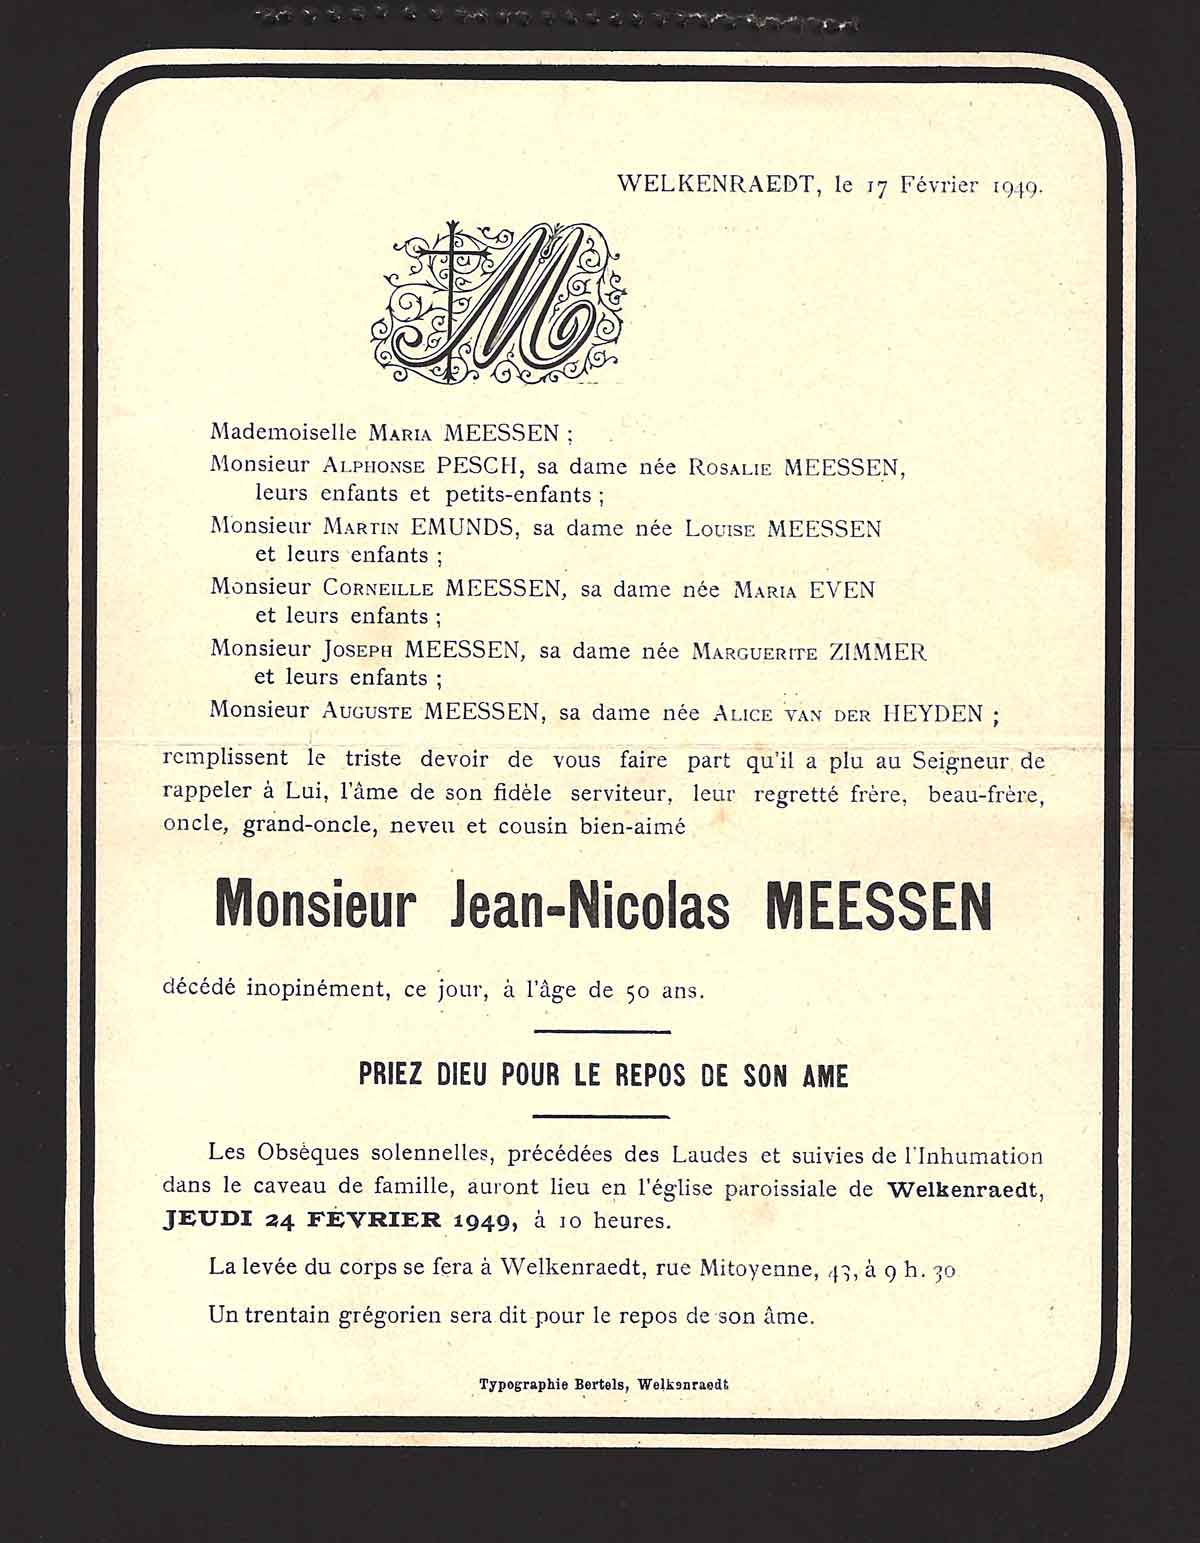 WELKENRAEDT, le 17 Février 1949.
M
Mademoiselle MARIA MEESSEN ;
Monsieur ALPHONSE PESCH, sa dame née ROSALIE MEESSEN,
leurs enfants et petits-enfants ;
Monsieur MARTIN EMUNDS, sa dame née LOUISE MEESSEN
et leurs enfants ;
Monsieur CORNEILLE MEESSEN, sa dame née MARIA EVEN
et leurs enfants ;
Monsieur JOSEPH MEESSEN, sa dame née MARGUERITE ZIMMER
et leurs enfants ;
Monsieur AUGUSTE MEESSEN, sa dame née ALICE VAN DER HEYDEN ;
remplissent le triste devoir de vous faire part qu'il a plu au Seigneur de
rappeler à Lui, l'âme de son fidèle serviteur, leur regretté frère, beau-frère,
oncle, grand-oncle, neveu et cousin bien-aimé
Monsieur Jean-Nicolas MEESSEN
décédé inopinément, ce jour, à l'âge de 50 ans.
PRIEZ DIEU POUR LE REPOS DE SON AME
Les Obsèques solennelles, précédées des Laudes et suivies de l'Inhumation
dans le caveau de famille, auront lieu en l'église paroissiale de Welkenraedt,
JEUDI 24 FÉVRIER 1949, à 10 heures.
La levée du corps se fera à Welkenraedt, rue Mitoyenne, 43, à 9 h. 30
Un trentain grégorien sera dit pour le repos de son âme.
Typographie Bertels, Welkenraedt